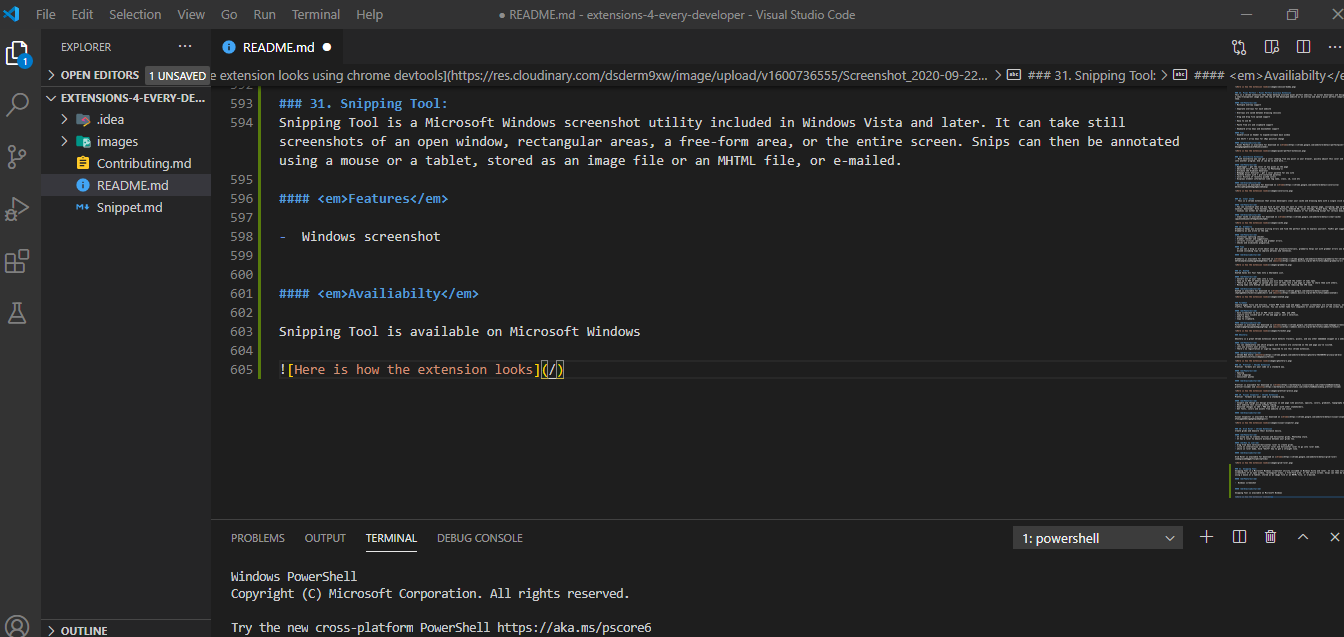 File Edit Selection View Go Run Terminal Help
● README.md - extensions-4-every-developer - Visual Studio Code
EXPLORER ···
README.md ●
OPEN EDITORS 1 UNSAVED
e extension looks using chrome devtools](https://res.cloudinary.com/dsderm9xw/image/upload/v1600736555/Screenshot_2020-09-22... > ### 31. Snipping Tool: > #### <em>Availiabilty</e
EXTENSIONS-4-EVERY-DE...
.idea
images
Contributing.md
README.md
Snippet.md
1
592
593 ### 31. Snipping Tool:
594 Snipping Tool is a Microsoft Windows screenshot utility included in Windows Vista and later. It can take still
screenshots of an open window, rectangular areas, a free-form area, or the entire screen. Snips can then be annotated
using a mouse or a tablet, stored as an image file or an MHTML file, or e-mailed.
595
596 #### <em>Features</em>
597
598 - Windows screenshot
599
600
601 #### <em>Availiabilty</em>
602
603 Snipping Tool is available on Microsoft Windows
604
605 ![Here is how the extension looks](/)
PROBLEMS OUTPUT TERMINAL DEBUG CONSOLE
1: powershell
Windows PowerShell
Copyright (C) Microsoft Corporation. All rights reserved.
Try the new cross-platform PowerShell https://aka.ms/pscore6
OUTLINE